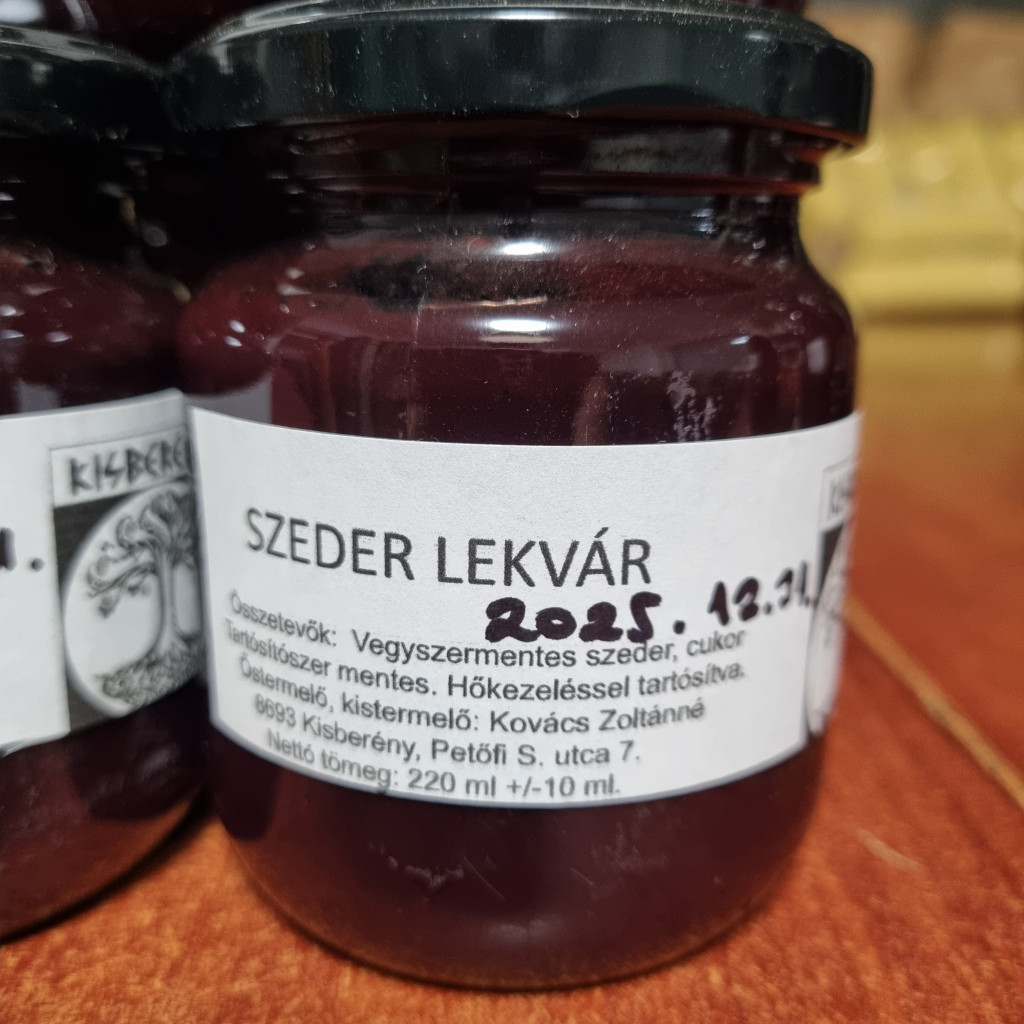 KISBERÉN
SZEDER LEKVÁR
2025. 12.31.
Összetevők: Vegyszermentes szeder, cukor
Tartósítószer mentes. Hőkezeléssel tartósítva.
Őstermelő, kistermelő: Kovács Zoltánné
8693 Kisberény, Petőfi S. utca 7.
Nettó tömeg: 220 ml +/-10 ml.